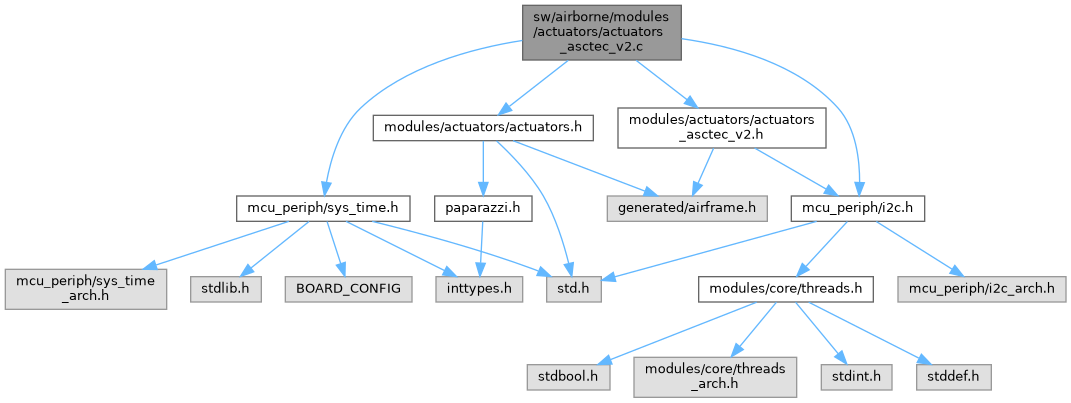 sw/airborne/modules
/actuators/actuators
_asctec_v2.c
modules/actuators/actuators.h
modules/actuators/actuators
_asctec_v2.h
mcu_periph/sys_time.h
paparazzi.h
generated/airframe.h
mcu_periph/i2c.h
mcu_periph/sys_time
_arch.h
stdlib.h
BOARD_CONFIG
inttypes.h
std.h
modules/core/threads.h
mcu_periph/i2c_arch.h
stdbool.h
modules/core/threads
_arch.h
stdint.h
stddef.h